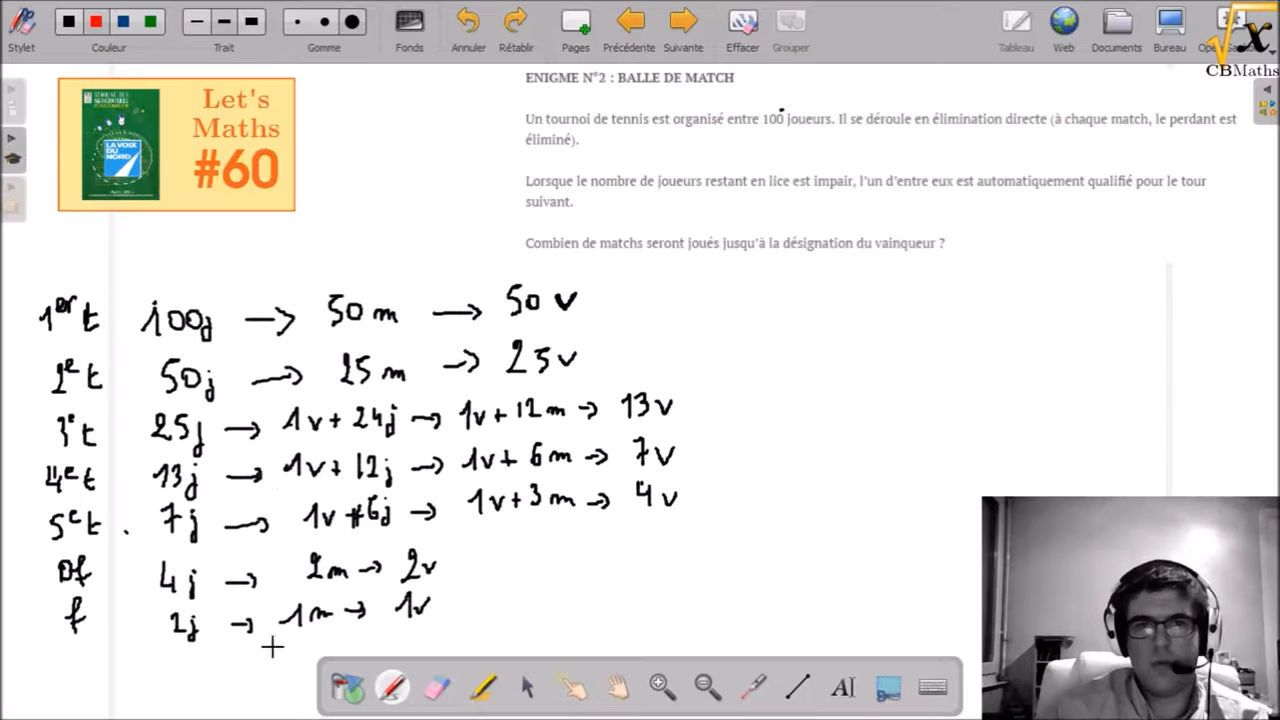 Stylet
Couleur
Trait
Gomme
Fonds
Annuler
Rétablir
Pages
Précédente
Suivante
Effacer
Grouper
Tableau
Web
Documents
Bureau
√x
CBMaths
LA VOIX DU NORD
Let's
Maths
#60
ENIGME N°2 : BALLE DE MATCH
Un tournoi de tennis est organisé entre 100 joueurs. Il se déroule en élimination directe (à chaque match, le perdant est
éliminé).
Lorsque le nombre de joueurs restant en lice est impair, l'un d'entre eux est automatiquement qualifié pour le tour
suivant.
Combien de matchs seront joués jusqu'à la désignation du vainqueur ?
1er t 100j → 50 m → 50 v
2e t 50j → 25 m → 25 v
3e t 25j → 1v + 24j → 1v + 12 m → 13 v
4e t 13j → 1v + 12j → 1v + 6 m → 7 v
5e t . 7j → 1v + 6j → 1v + 3 m → 4 v
Df 4j → 2m → 2v
f 2j → 1m → 1v
AI